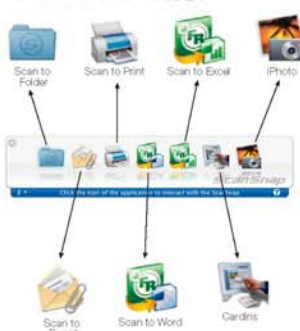 Scan to
Folder
Scan to Print
Scan to Excel
iPhoto
ScanSnap
Click the icon of the application to interact with the ScanSnap
Scan to
Scan to Word
Cardiris